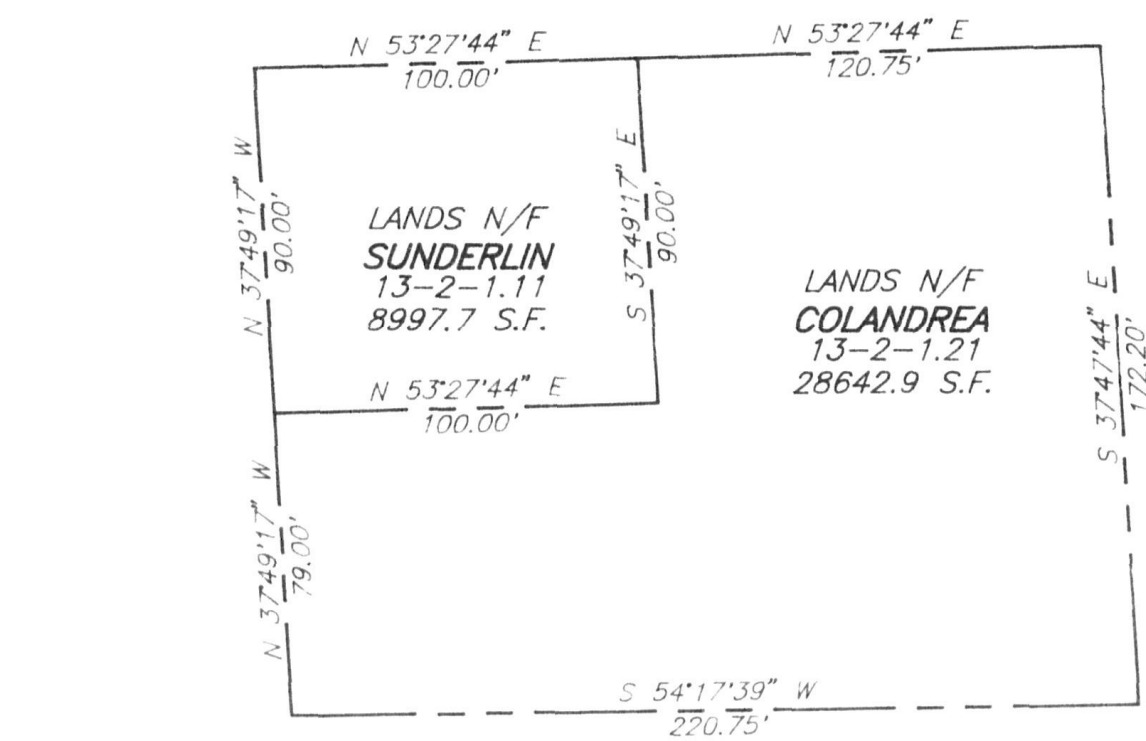 N 53°27'44" E
100.00'
N 53°27'44" E
120.75'
N 37°49'17" W
90.00'
S 37°49'17" E
90.00'
LANDS N/F
SUNDERLIN
13-2-1.11
8997.7 S.F.
LANDS N/F
COLANDREA
13-2-1.21
28642.9 S.F.
S 37°47'44" E
172.20'
N 53°27'44" E
100.00'
N 37°49'17" W
79.00'
S 54°17'39" W
220.75'